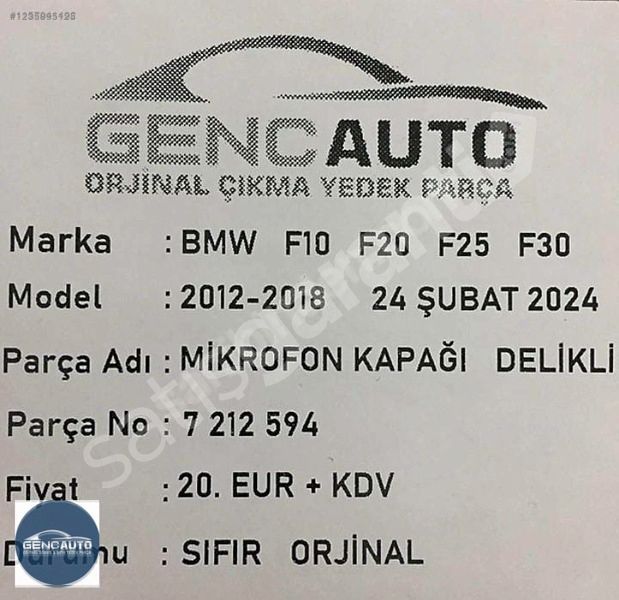 GENCAUTO
ORJİNAL ÇIKMA YEDEK PARÇA
Marka : BMW F10 F20 F25 F30
Model : 2012-2018 24 ŞUBAT 2024
Parça Adı : MİKROFON KAPAĞI DELİKLİ
Parça No : 7 212 594
Fiyat : 20. EUR + KDV
Durumu : SIFIR ORJİNAL
GENCAUTO